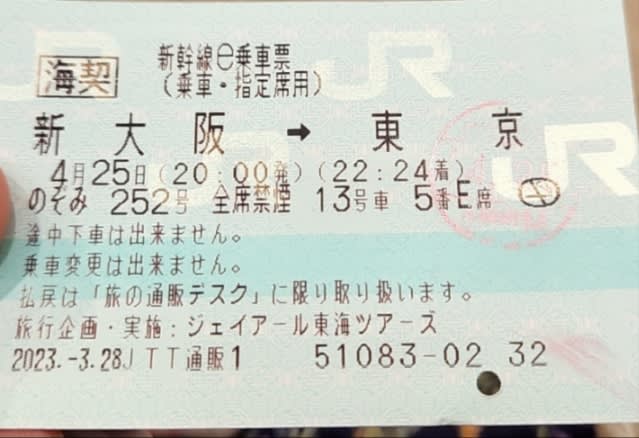 海契
新幹線e乗車票
(乗車・指定席用)
新大阪 → 東京
4月25日(20:00発)(22:24着)
のぞみ 252号 全席禁煙 13号車 5番E席
途中下車は出来ません。
乗車変更は出来ません。
払戻は「旅の通販デスク」に限り取り扱います。
旅行企画・実施：ジェイアール東海ツアーズ
2023.-3.28JTT通販1 51083-02 32
JR
JR